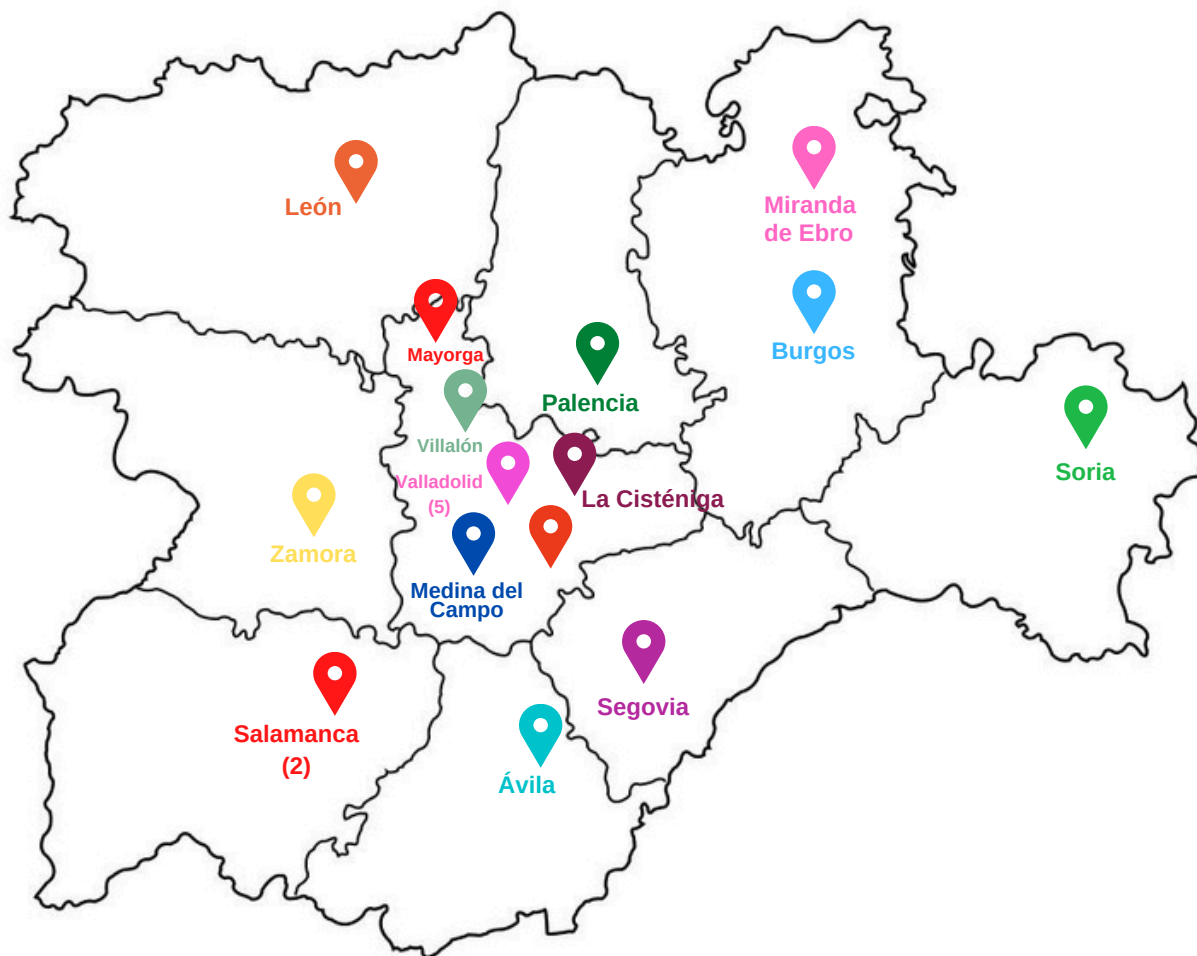 León
Miranda
de Ebro
Mayorga
Burgos
Palencia
Villalón
Soria
Valladolid
(5)
La Cisténiga
Zamora
Medina del
Campo
Segovia
Salamanca
(2)
Ávila